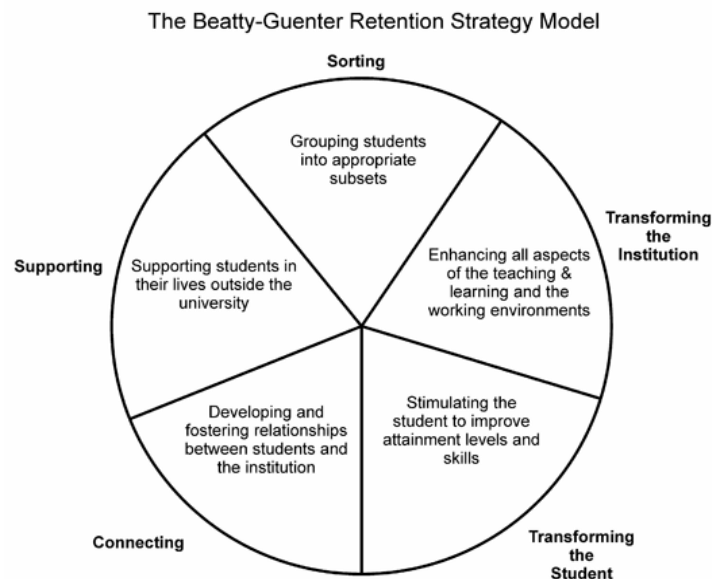 The Beatty-Guenter Retention Strategy Model
Sorting
Grouping students
into appropriate
subsets
Transforming
the
Institution
Enhancing all aspects
of the teaching &
learning and the
working environments
Supporting
Supporting students in
their lives outside the
university
Stimulating the
student to improve
attainment levels and
skills
Developing and
fostering relationships
between students and
the institution
Connecting
Transforming
the
Student